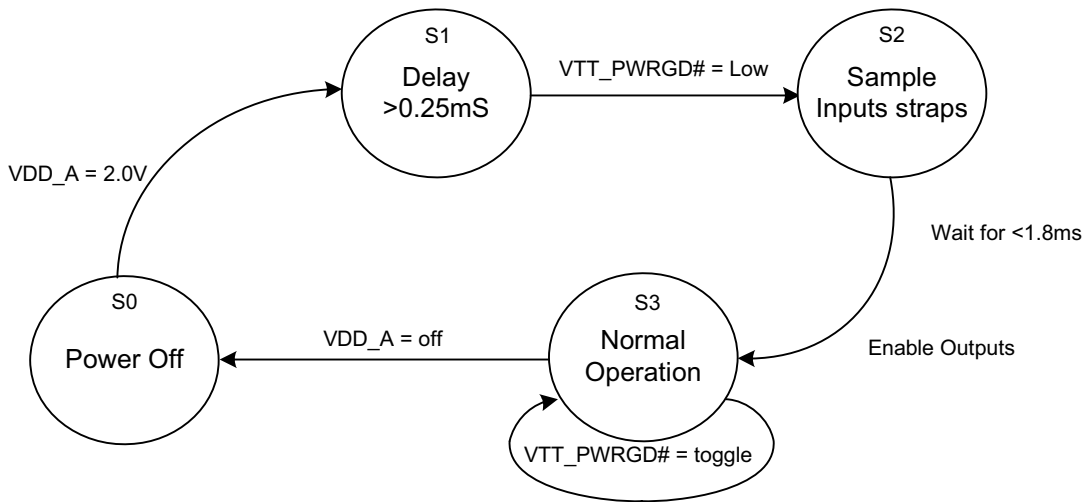 S1
Delay
>0.25mS
VTT_PWRGD# = Low
S2
Sample
Inputs straps
VDD_A = 2.0V
Wait for <1.8ms
S0
Power Off
VDD_A = off
S3
Normal
Operation
Enable Outputs
VTT_PWRGD# = toggle